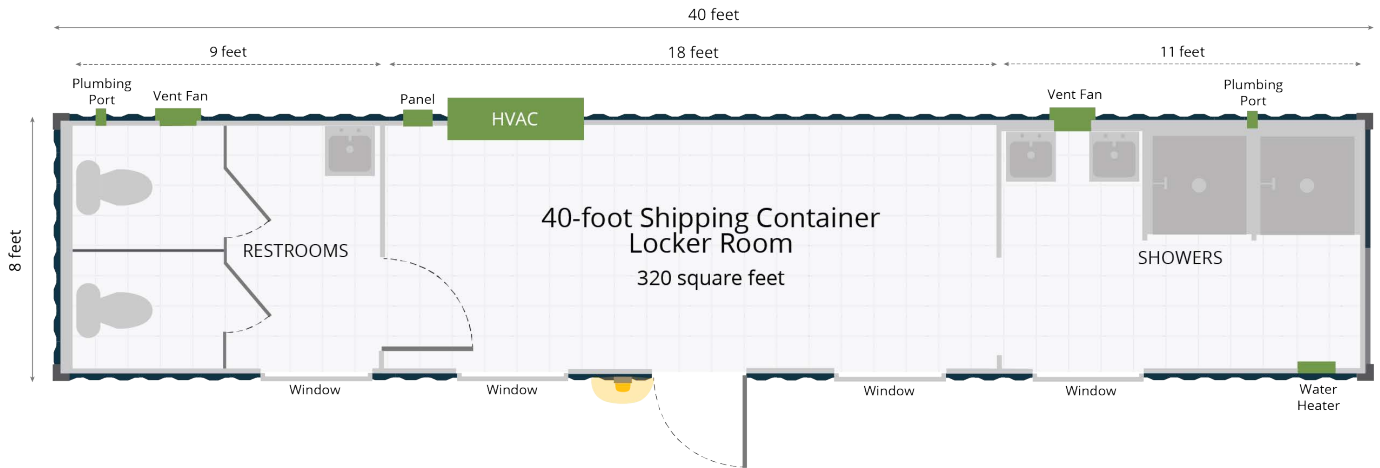 40 feet
9 feet
18 feet
11 feet
Plumbing
Port
Vent Fan
Panel
HVAC
Vent Fan
Plumbing
Port
8 feet
40-foot Shipping Container
Locker Room
320 square feet
RESTROOMS
SHOWERS
Window
Window
Window
Window
Water
Heater